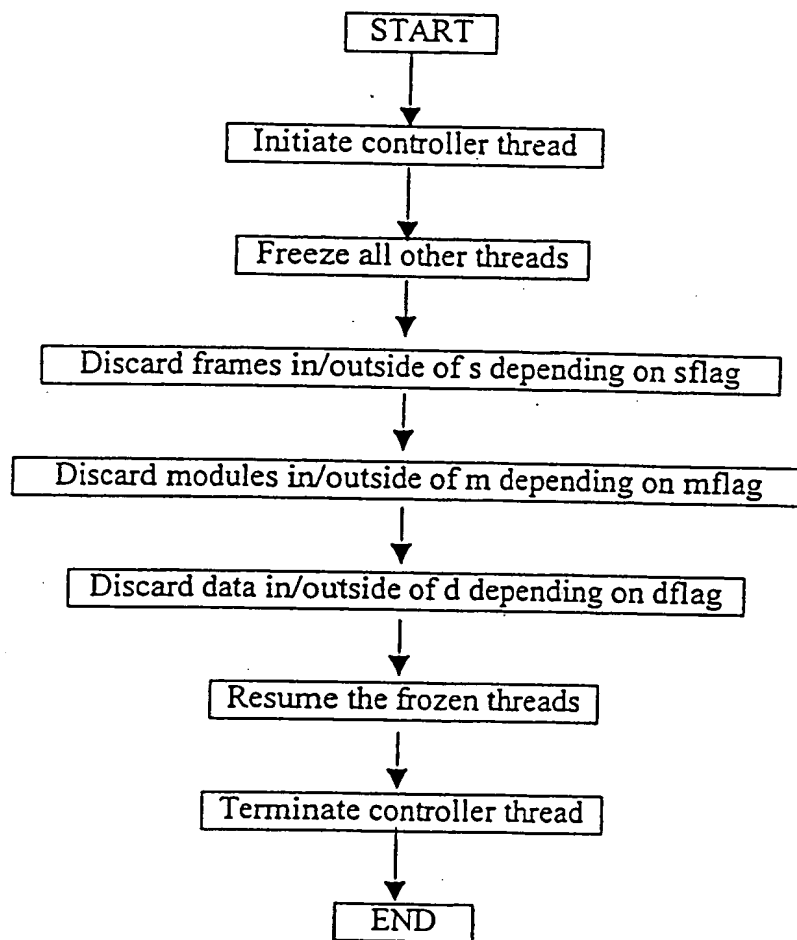 START
Initiate controller thread
Freeze all other threads
Discard frames in/outside of s depending on sflag
Discard modules in/outside of m depending on mflag
Discard data in/outside of d depending on dflag
Resume the frozen threads
Terminate controller thread
END